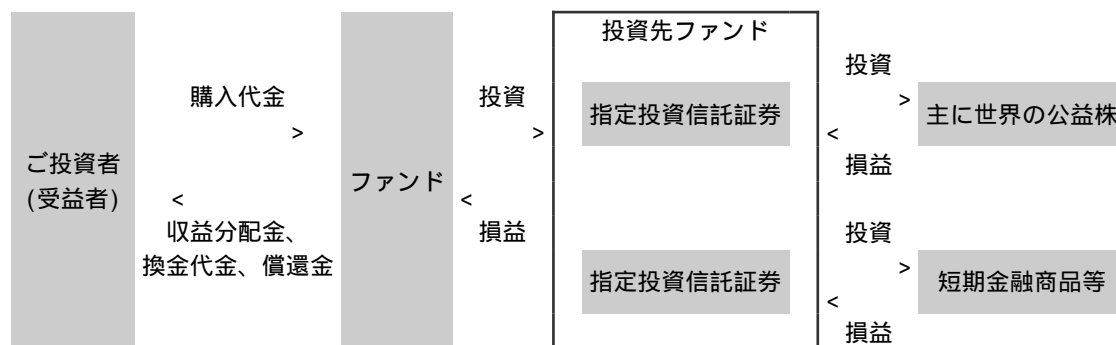 ご投資者
(受益者)
購入代金
>
<
収益分配金、
換金代金、償還金
ファンド
投資
>
<
損益
投資先ファンド
指定投資信託証券
指定投資信託証券
投資
>
<
損益
主に世界の公益株
投資
>
<
損益
短期金融商品等